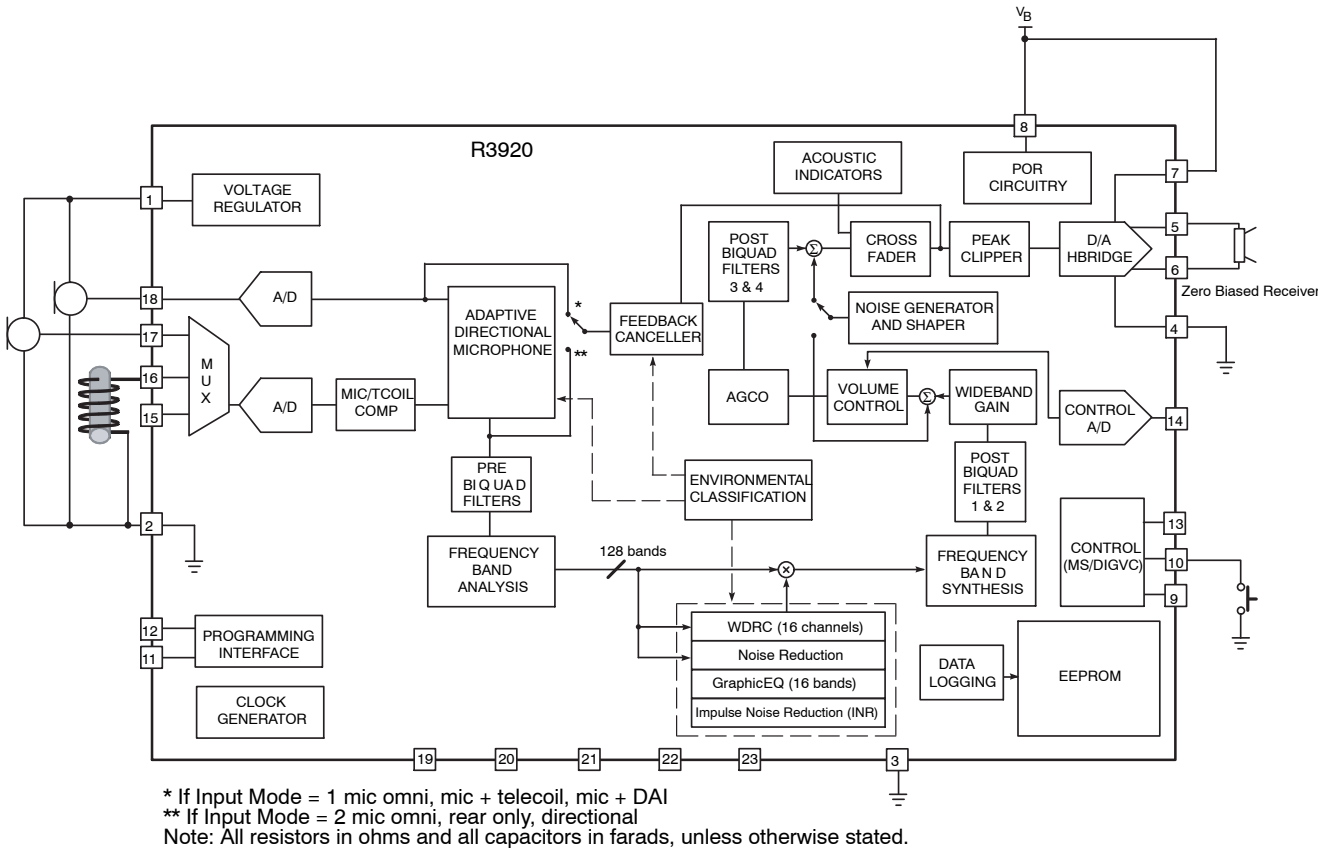 VB
8
R3920
ACOUSTIC
INDICATORS
POR
CIRCUITRY
7
1
VOLTAGE
REGULATOR
5
POST
BIQUAD
FILTERS
3 & 4
Σ
CROSS
FADER
PEAK
CLIPPER
D/A
HBRIDGE
6
Zero Biased Receiver
18
A/D
ADAPTIVE
DIRECTIONAL
MICROPHONE
*
**
FEEDBACK
CANCELLER
NOISE GENERATOR
AND SHAPER
4
17
16
15
MUX
A/D
MIC/TCOIL
COMP
AGCO
VOLUME
CONTROL
Σ
WIDEBAND
GAIN
CONTROL
A/D
14
PRE
BIQUAD
FILTERS
ENVIRONMENTAL
CLASSIFICATION
POST
BIQUAD
FILTERS
1 & 2
2
FREQUENCY
BAND
ANALYSIS
128 bands
×
FREQUENCY
BAND
SYNTHESIS
CONTROL
(MS/DIGVC)
13
10
9
12
11
PROGRAMMING
INTERFACE
WDRC (16 channels)
Noise Reduction
GraphicEQ (16 bands)
Impulse Noise Reduction (INR)
DATA
LOGGING
EEPROM
CLOCK
GENERATOR
19
20
21
22
23
3
* If Input Mode = 1 mic omni, mic + telecoil, mic + DAI
** If Input Mode = 2 mic omni, rear only, directional
Note: All resistors in ohms and all capacitors in farads, unless otherwise stated.